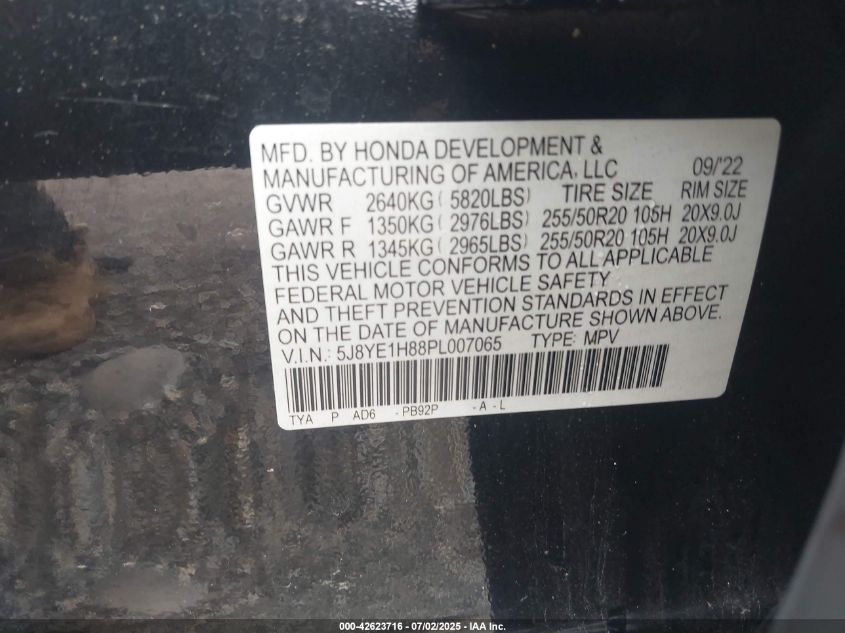 MFD. BY HONDA DEVELOPMENT &
MANUFACTURING OF AMERICA, LLC 09/'22
GVWR 2640KG ( 5820LBS) TIRE SIZE RIM SIZE
GAWR F 1350KG ( 2976LBS) 255/50R20 105H 20X9.0J
GAWR R 1345KG ( 2965LBS) 255/50R20 105H 20X9.0J
THIS VEHICLE CONFORMS TO ALL APPLICABLE
FEDERAL MOTOR VEHICLE SAFETY
AND THEFT PREVENTION STANDARDS IN EFFECT
ON THE DATE OF MANUFACTURE SHOWN ABOVE.
V.I.N.: 5J8YE1H88PL007065 TYPE: MPV
TYA P AD6 -PB92P -A-L
000-42623716 - 07/02/2025 - IAA Inc.